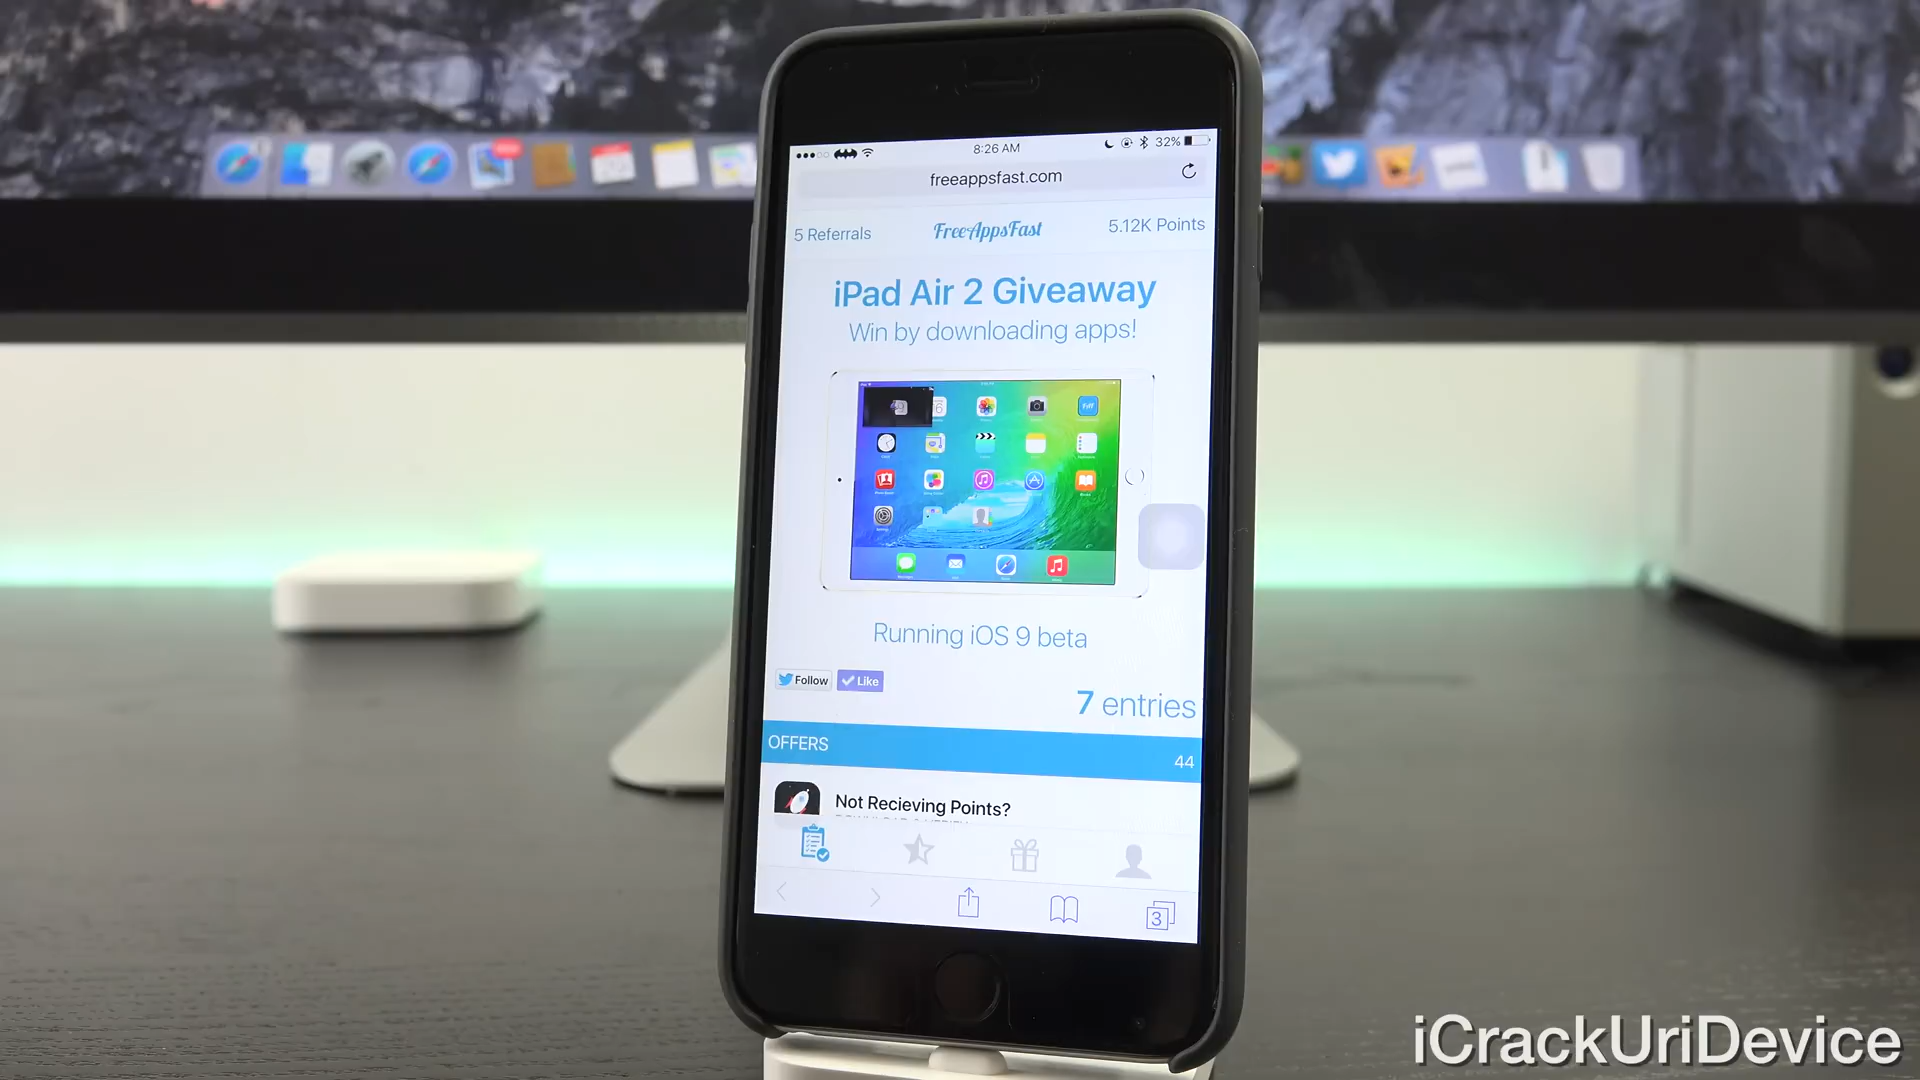 8:26 AM
32%
freeappsfast.com
5 Referrals
FreeAppsFast
5.12K Points
iPad Air 2 Giveaway
Win by downloading apps!
Running iOS 9 beta
Follow
Like
7 entries
OFFERS
44
Not Recieving Points?
3
iCrackUriDevice